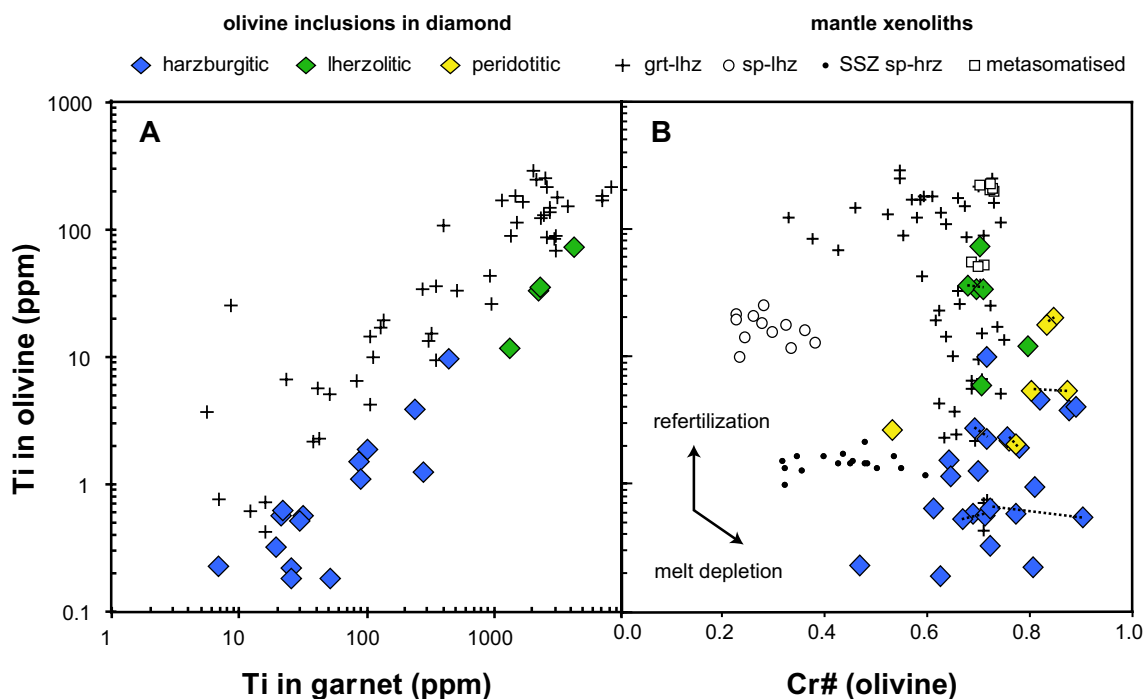 olivine inclusions in diamond
mantle xenoliths
harzburgitic
lherzolitic
peridotitic
grt-lhz
sp-lhz
SSZ sp-hrz
metasomatised
A
B
Ti in olivine (ppm)
1000
100
10
1
0.1
refertilization
melt depletion
1 10 100 1000
0.0 0.2 0.4 0.6 0.8 1.0
Ti in garnet (ppm)
Cr# (olivine)